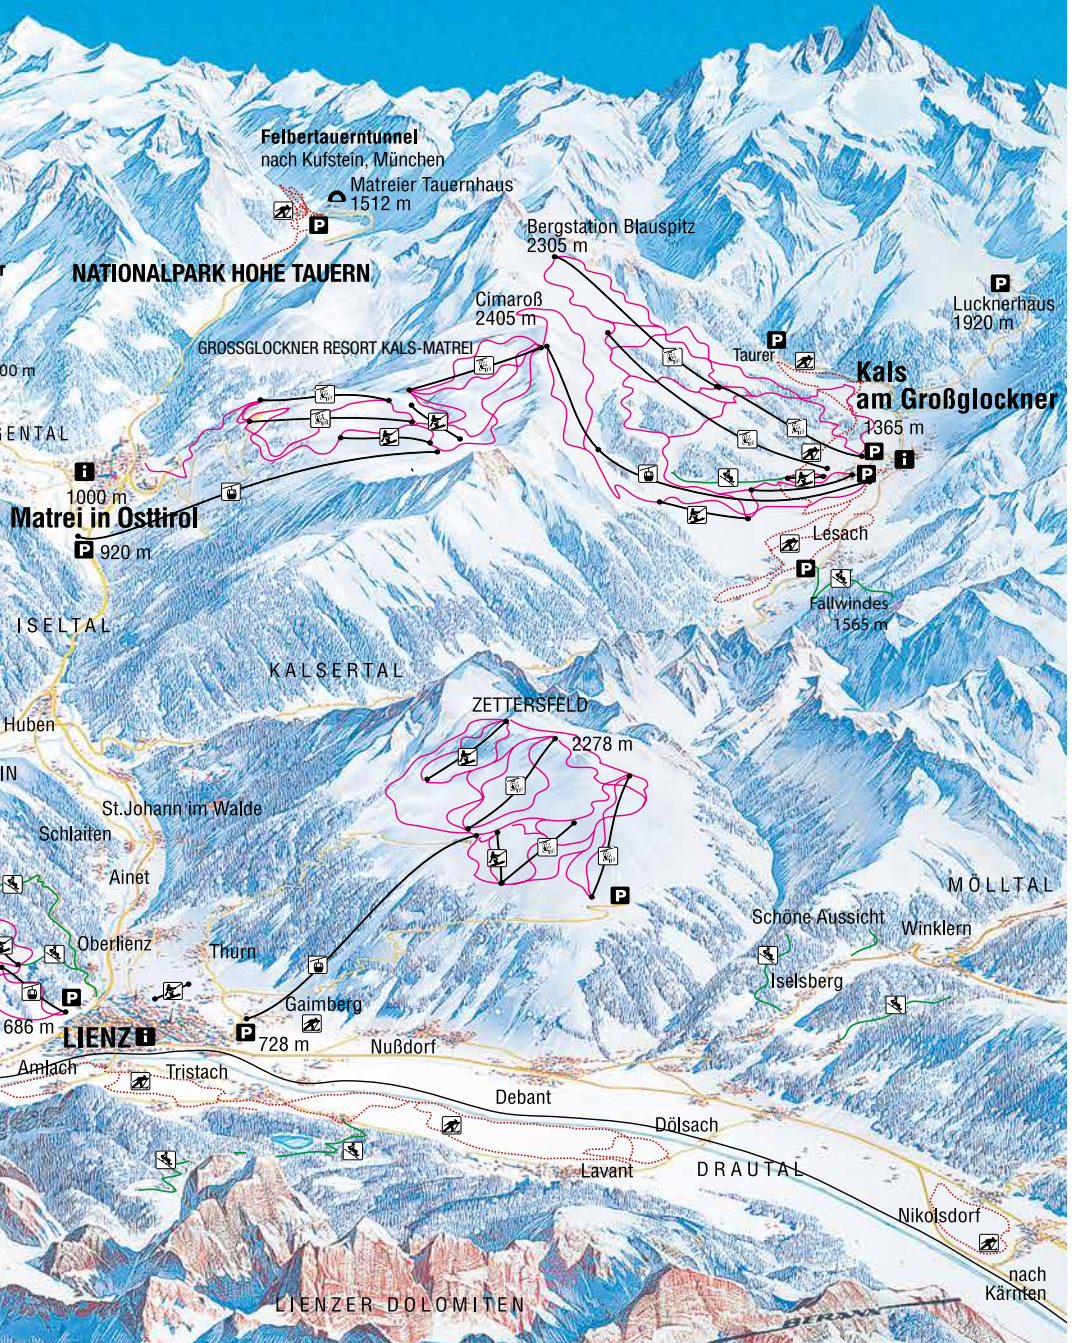 Felbertauerntunnel
nach Kufstein, München
Matreier Tauernhaus
1512 m
P
NATIONALPARK HOHE TAUERN
r
00 m
Bergstation Blauspitz
2305 m
Cimaroß
2405 m
GROSSGLOCKNER RESORT KALS-MATREI
P
Lucknerhaus
1920 m
P
Taurer
Kals
am Großglockner
1365 m
P
i
P
GENTAL
i
1000 m
Matrei in Osttirol
P 920 m
Lesach
P
Fallwindes
1565 m
ISELTAL
KALSERTAL
ZETTERSFELD
2278 m
Huben
IN
St.Johann im Walde
Schlaiten
Ainet
P
MÖLLTAL
Schöne Aussicht
Winklern
Oberlienz
Thurn
Iselsberg
P
Gaimberg
686 m
LIENZ i
P 728 m
Nußdorf
Amlach
Tristach
Debant
Dölsach
Lavant
DRAUTAL
Nikolsdorf
nach
Kärnten
LIENZER DOLOMITEN